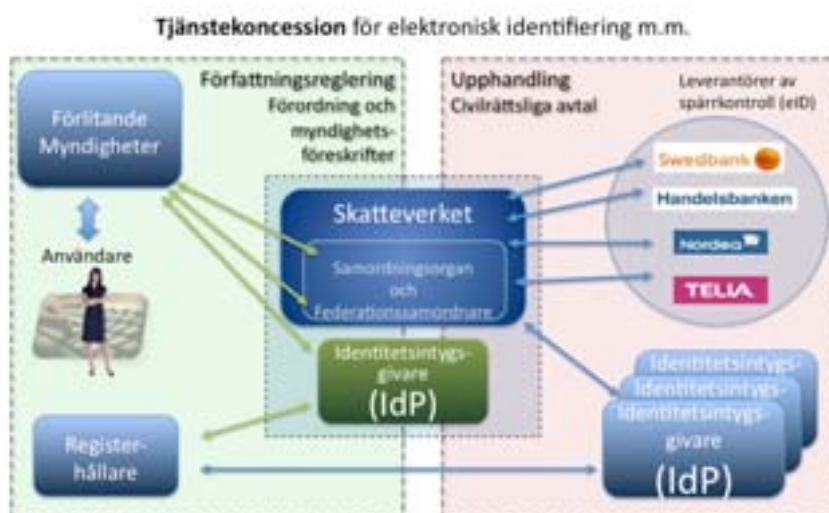 Tjänstekoncession för elektronisk identifiering m.m.
Författningsreglering
Förordning och
myndighets-
föreskrifter
Upphandling
Civilrättsliga avtal
Leverantörer av
spärrkontroll (eID)
Förlitande
Myndigheter
Användare
Skatteverket
Samordningsorgan
och
Federationssamordnare
Swedbank
Handelsbanken
Nordea
TELIA
Identitetsintygs-
givare
(IdP)
Identitetsintygs-
Identitetsintygs-
Identitetsintygs-
givare
(IdP)
Register-
hållare